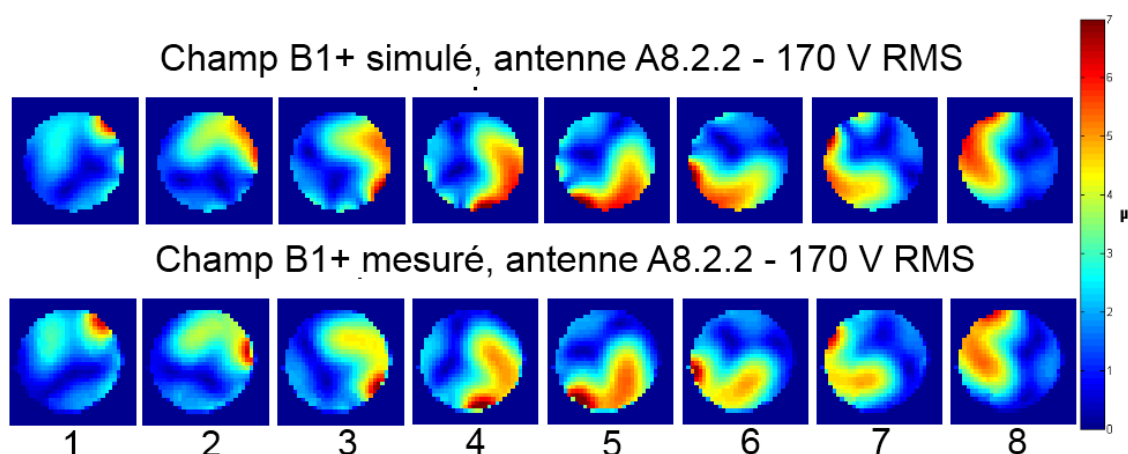 Champ B1+ simulé, antenne A8.2.2 - 170 V RMS
Champ B1+ mesuré, antenne A8.2.2 - 170 V RMS
1 2 3 4 5 6 7 8
7
6
5
4
3
2
1
0
µ